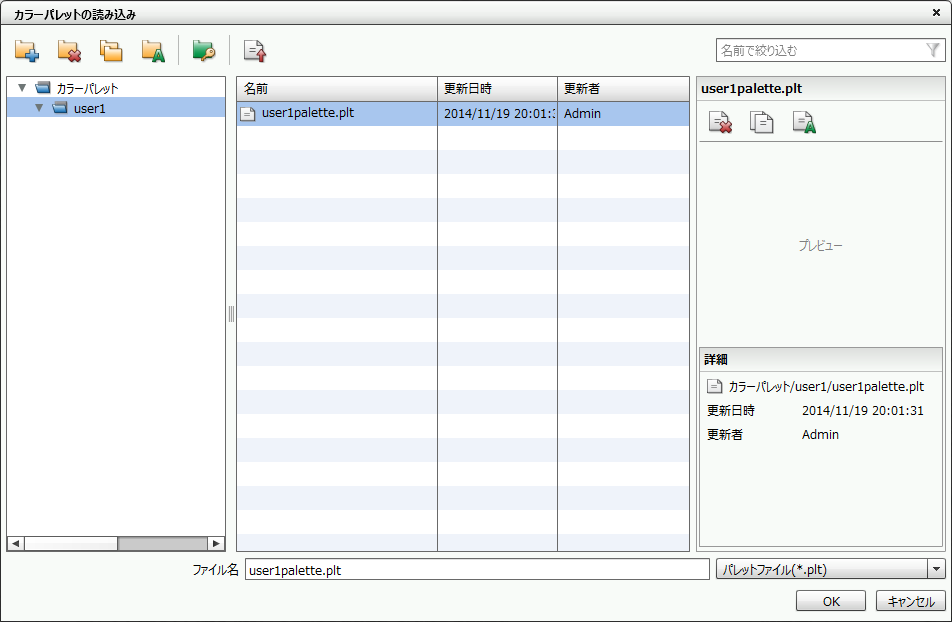 カラーパレットの読み込み
名前で絞り込む
カラーパレット
user1
名前 更新日時 更新者
user1palette.plt 2014/11/19 20:01:3 Admin
user1palette.plt
プレビュー
詳細
カラーパレット/user1/user1palette.plt
更新日時 2014/11/19 20:01:31
更新者 Admin
ファイル名 user1palette.plt パレットファイル(*.plt)
OK キャンセル